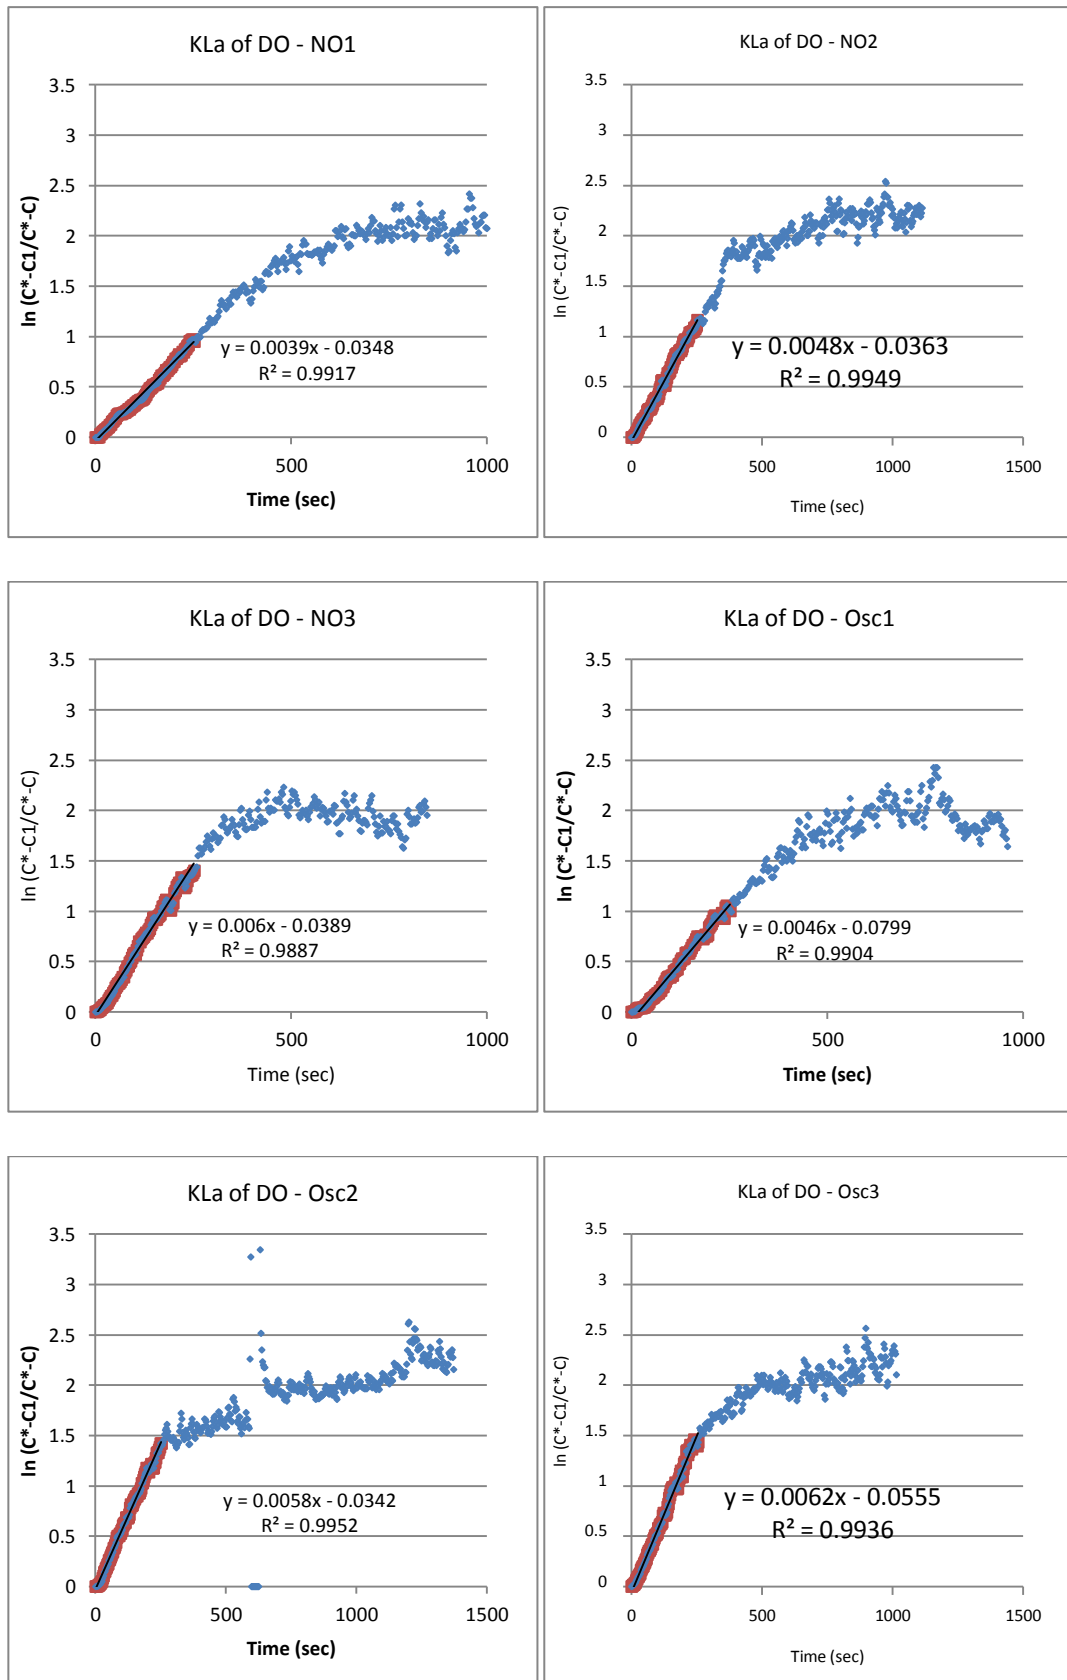 KLa of DO - NO1
3.5
3
2.5
2
1.5
1
0.5
0
0 500 1000
ln (C*-C1/C*-C)
Time (sec)
y = 0.0039x - 0.0348
R² = 0.9917
KLa of DO - NO2
3.5
3
2.5
2
1.5
1
0.5
0
0 500 1000 1500
ln (C*-C1/C*-C)
Time (sec)
y = 0.0048x - 0.0363
R² = 0.9949
KLa of DO - NO3
3.5
3
2.5
2
1.5
1
0.5
0
0 500 1000
ln (C*-C1/C*-C)
Time (sec)
y = 0.006x - 0.0389
R² = 0.9887
KLa of DO - Osc1
3.5
3
2.5
2
1.5
1
0.5
0
0 500 1000
ln (C*-C1/C*-C)
Time (sec)
y = 0.0046x - 0.0799
R² = 0.9904
KLa of DO - Osc2
3.5
3
2.5
2
1.5
1
0.5
0
0 500 1000 1500
ln (C*-C1/C*-C)
Time (sec)
y = 0.0058x - 0.0342
R² = 0.9952
KLa of DO - Osc3
3.5
3
2.5
2
1.5
1
0.5
0
0 500 1000 1500
ln (C*-C1/C*-C)
Time (sec)
y = 0.0062x - 0.0555
R² = 0.9936